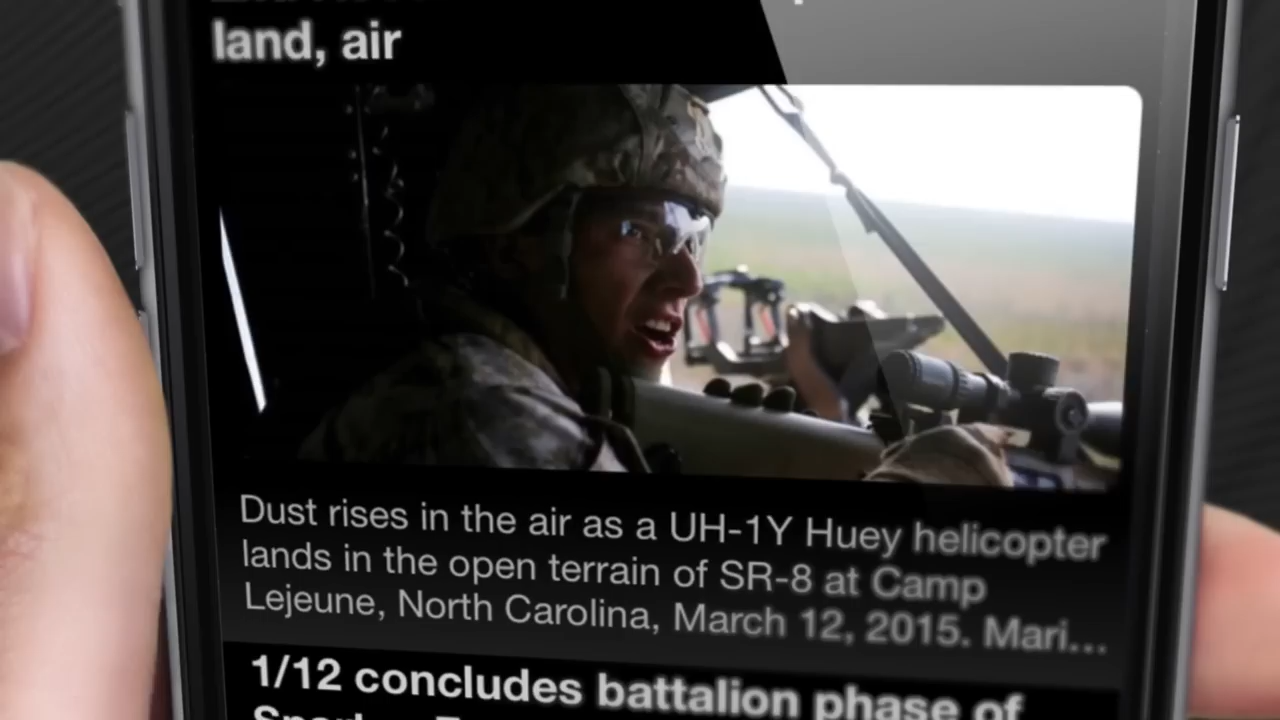 land, air
Dust rises in the air as a UH-1Y Huey helicopter
lands in the open terrain of SR-8 at Camp
Lejeune, North Carolina, March 12, 2015. Mari...
1/12 concludes battalion phase of